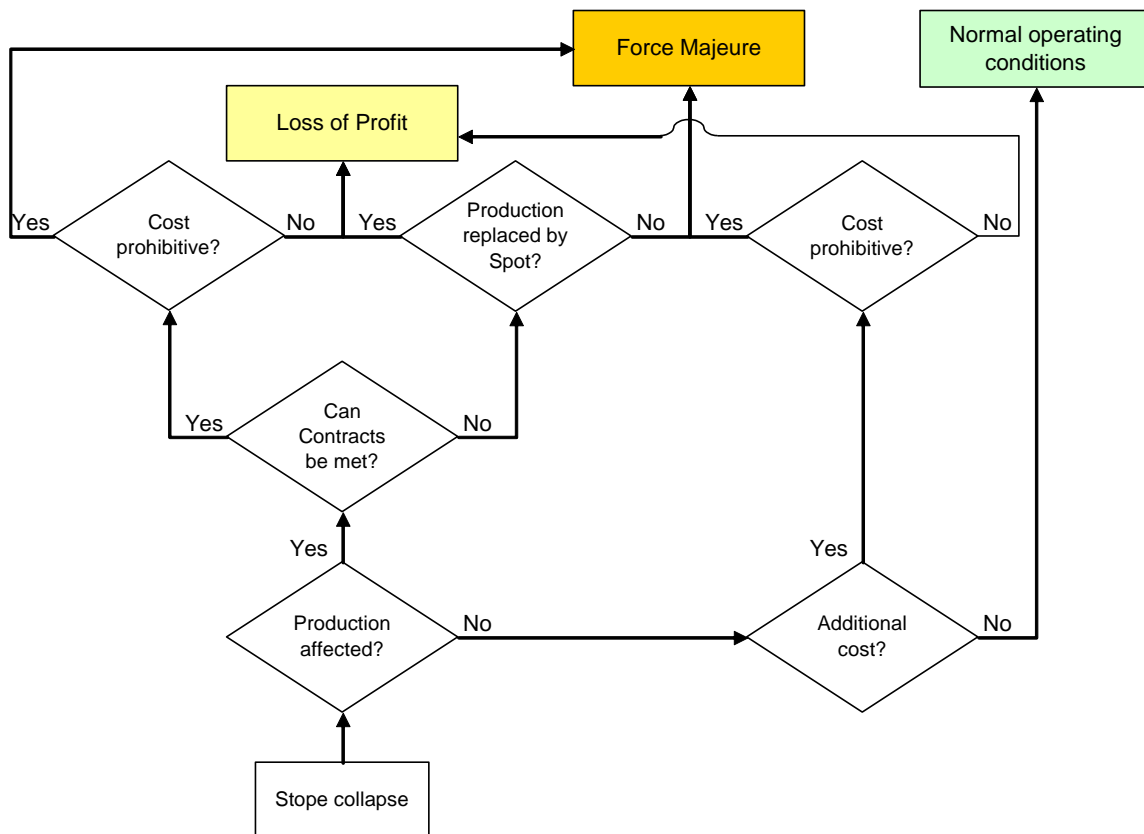 Force Majeure
Normal operating
conditions
Loss of Profit
Yes
Cost
prohibitive?
No
Yes
Production
replaced by
Spot?
No
Yes
Cost
prohibitive?
No
Yes
Can
Contracts
be met?
No
Yes
Yes
Production
affected?
No
Additional
cost?
No
Stope collapse